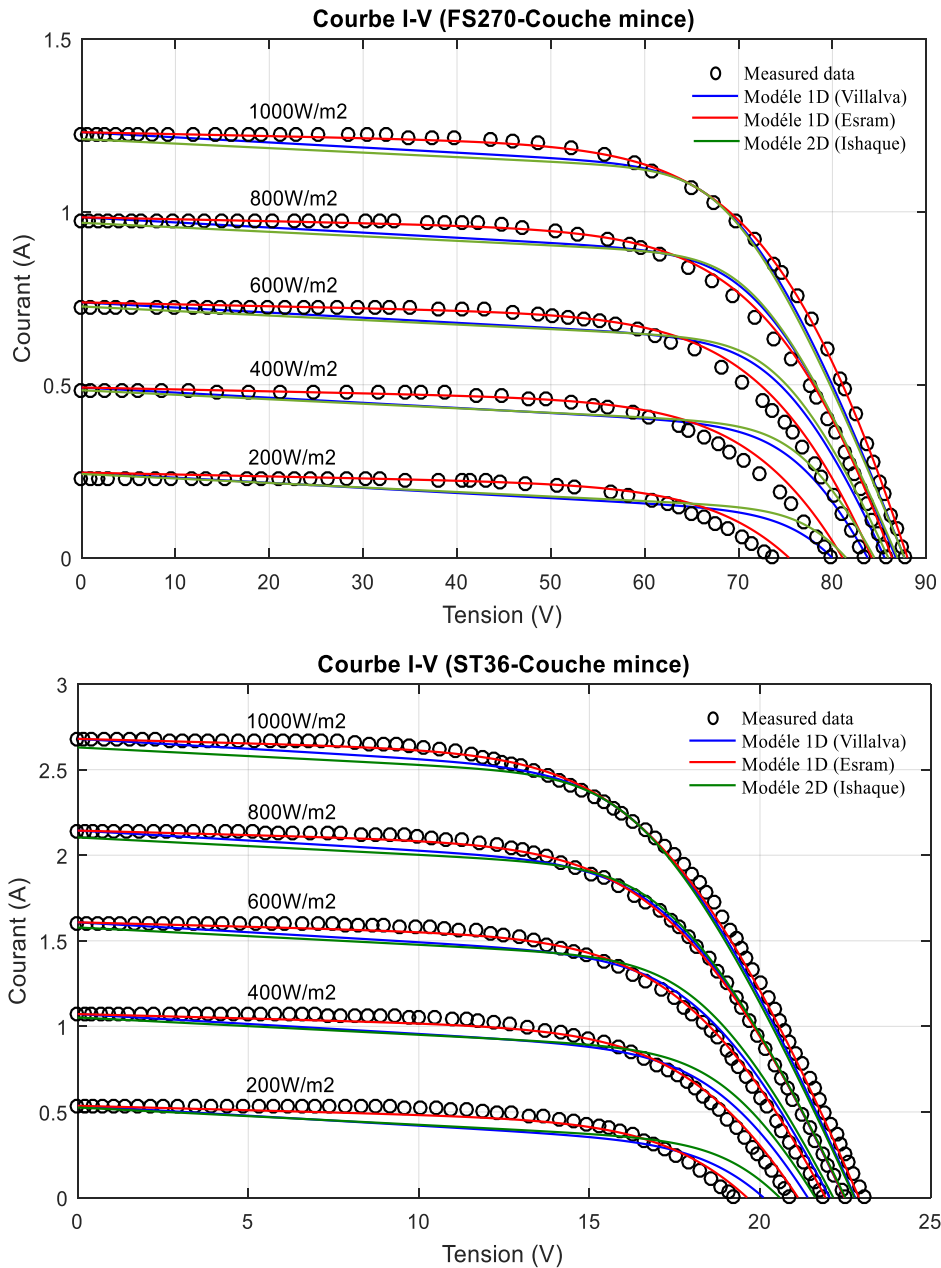 Courbe I-V (FS270-Couche mince)
1.5
1
0.5
0
Courant (A)
1000W/m2
800W/m2
600W/m2
400W/m2
200W/m2
Measured data
Modéle 1D (Villalva)
Modéle 1D (Esram)
Modéle 2D (Ishaque)
0 10 20 30 40 50 60 70 80 90
Tension (V)
Courbe I-V (ST36-Couche mince)
3
2.5
2
1.5
1
0.5
0
Courant (A)
1000W/m2
800W/m2
600W/m2
400W/m2
200W/m2
Measured data
Modéle 1D (Villalva)
Modéle 1D (Esram)
Modéle 2D (Ishaque)
0 5 10 15 20 25
Tension (V)